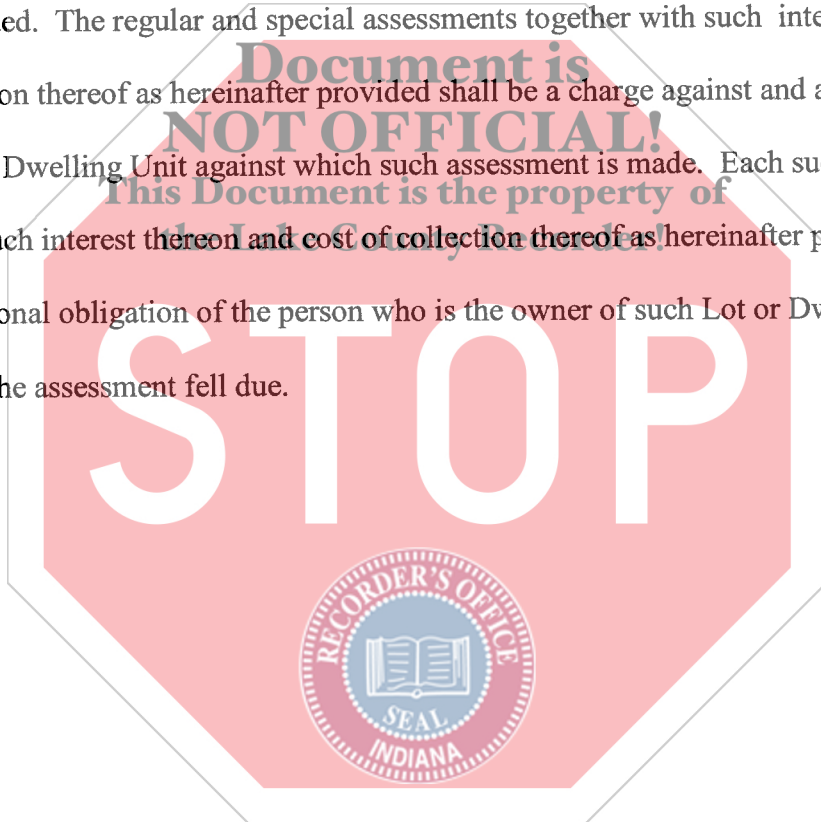 ed. The regular and special assessments together with such inte
Document is
on thereof as hereinafter provided shall be a charge against and a
NOT OFFICIAL!
Dwelling Unit against which such assessment is made. Each su
This Document is the property of
ch interest thereon and cost of collection thereof as hereinafter p
the Lake County Recorder!
onal obligation of the person who is the owner of such Lot or Dw
he assessment fell due.
STOP
RECORDER'S OFFICE
SEAL
INDIANA